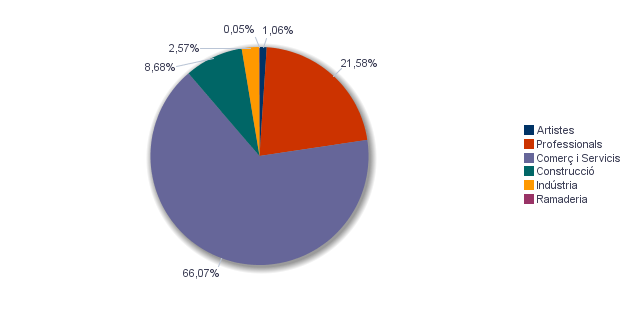 0,05%
1,06%
2,57%
8,68%
21,58%
66,07%
Artistes
Professionals
Comerç i Servicis
Construcció
Indústria
Ramaderia